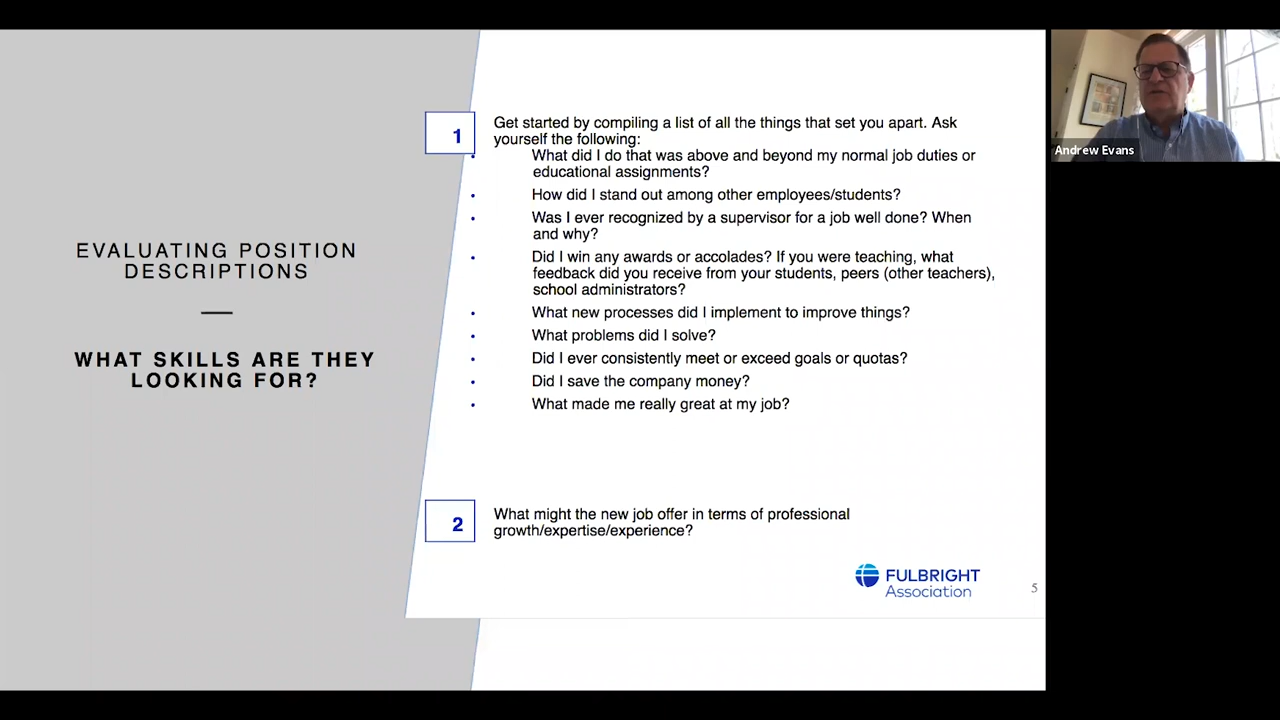 EVALUATING POSITION
DESCRIPTIONS
WHAT SKILLS ARE THEY
LOOKING FOR?
1
Get started by compiling a list of all the things that set you apart. Ask
yourself the following:
• What did I do that was above and beyond my normal job duties or
educational assignments?
• How did I stand out among other employees/students?
• Was I ever recognized by a supervisor for a job well done? When
and why?
• Did I win any awards or accolades? If you were teaching, what
feedback did you receive from your students, peers (other teachers),
school administrators?
• What new processes did I implement to improve things?
• What problems did I solve?
• Did I ever consistently meet or exceed goals or quotas?
• Did I save the company money?
• What made me really great at my job?
2
What might the new job offer in terms of professional
growth/expertise/experience?
FULBRIGHT
Association
5
Andrew Evans